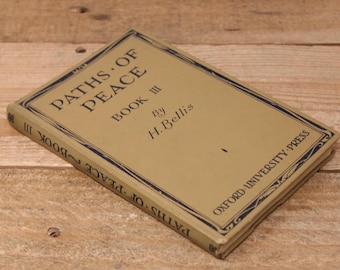 PATHS · OF
PEACE
BOOK III
By
H. Bellis
OXFORD · UNIVERSITY · PRESS
PATHS · OF · PEACE ~ BOOK III